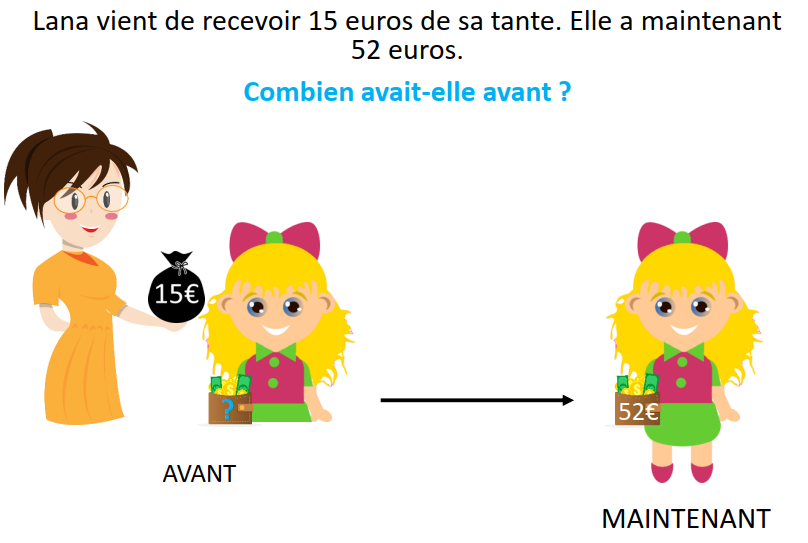 Lana vient de recevoir 15 euros de sa tante. Elle a maintenant
52 euros.
Combien avait-elle avant ?
15€
?
52€
AVANT
MAINTENANT